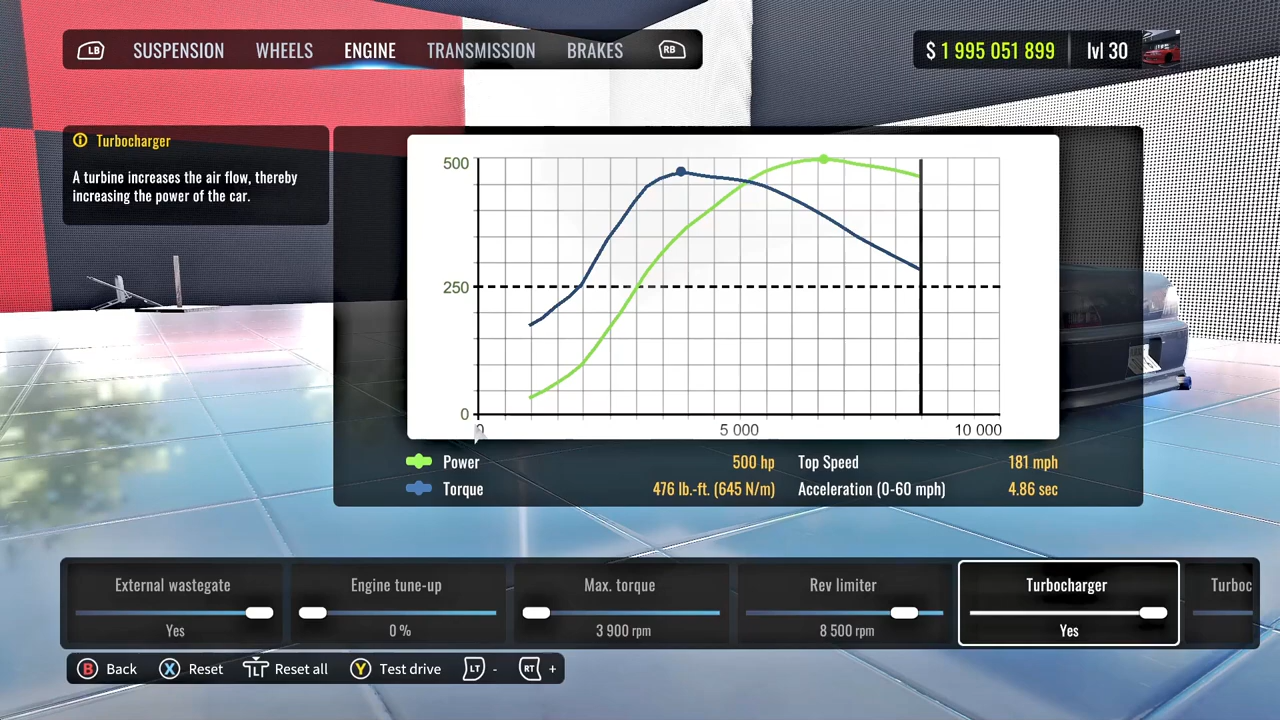 LB SUSPENSION WHEELS ENGINE TRANSMISSION BRAKES RB
$ 1 995 051 899 lvl 30
Turbocharger
A turbine increases the air flow, thereby
increasing the power of the car.
500
250
0
0 5 000 10 000
Power 500 hp Top Speed 181 mph
Torque 476 lb.-ft. (645 N/m) Acceleration (0-60 mph) 4.86 sec
External wastegate Engine tune-up Max. torque Rev limiter Turbocharger Turboc
Yes 0 % 3 900 rpm 8 500 rpm Yes
B Back X Reset LT Reset all Y Test drive LT - RT +